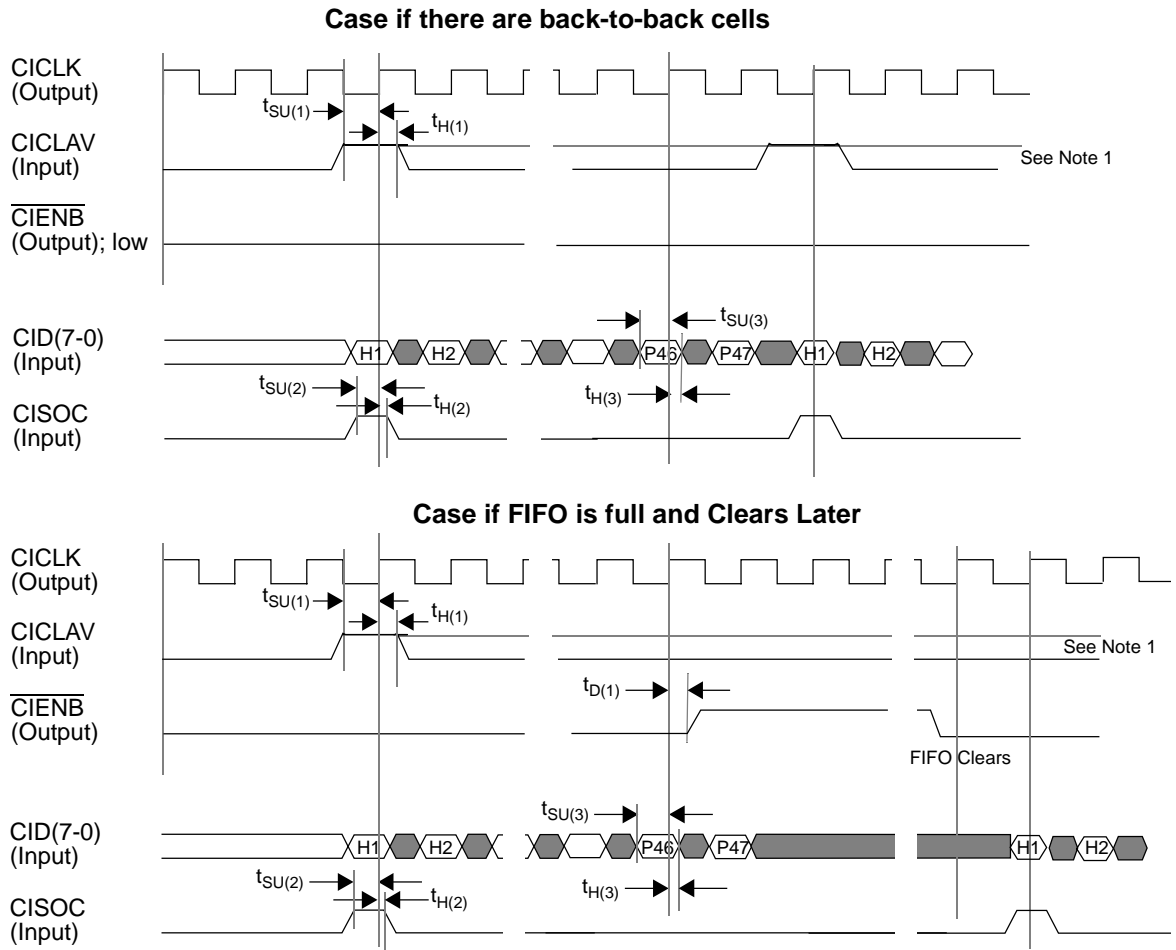 Case if there are back-to-back cells
CICLK
(Output)
tSU(1)
tH(1)
CICLAV
(Input)
See Note 1
CIENB
(Output); low
tSU(3)
CID(7-0)
(Input)
H1
H2
P46
P47
H1
H2
tSU(2)
tH(2)
tH(3)
CISOC
(Input)
Case if FIFO is full and Clears Later
CICLK
(Output)
tSU(1)
tH(1)
CICLAV
(Input)
See Note 1
tD(1)
CIENB
(Output)
FIFO Clears
tSU(3)
CID(7-0)
(Input)
H1
H2
P46
P47
H1
H2
tSU(2)
tH(2)
tH(3)
CISOC
(Input)